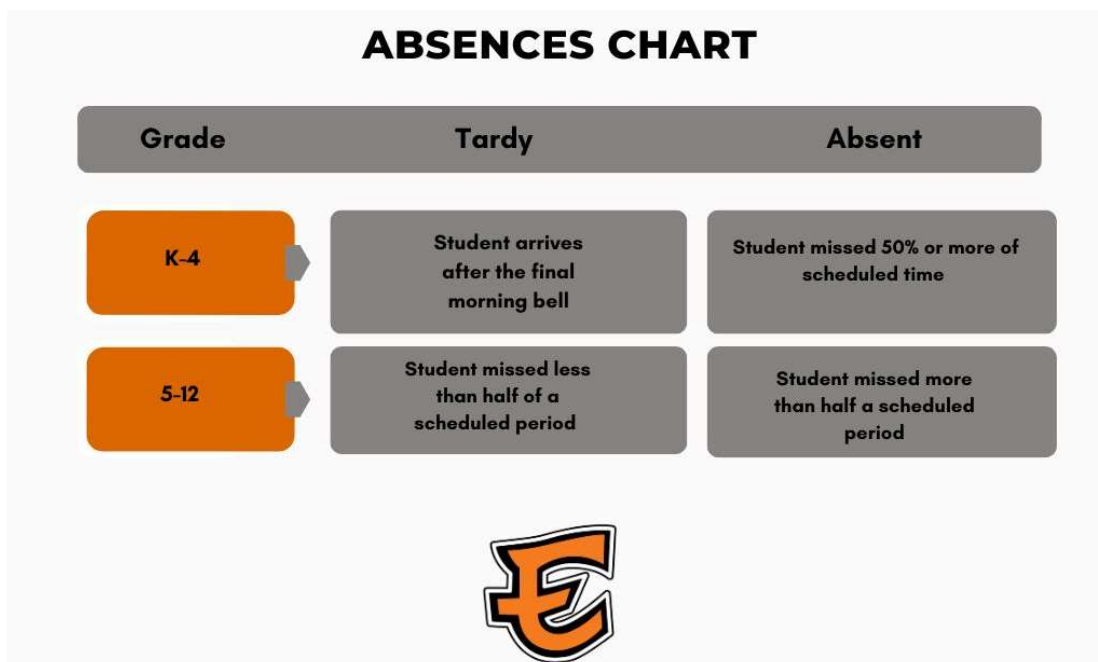 ABSENCES CHART
Grade Tardy Absent
K-4
Student arrives
after the final
morning bell
Student missed 50% or more of
scheduled time
5-12
Student missed less
than half of a
scheduled period
Student missed more
than half a scheduled
period
E